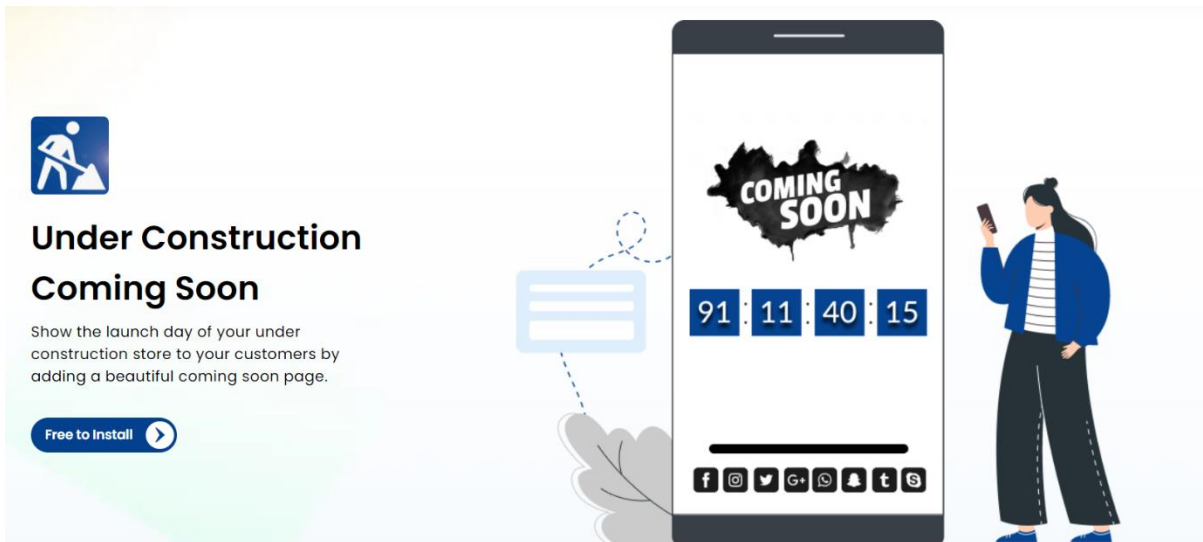 Under Construction
Coming Soon
Show the launch day of your under
construction store to your customers by
adding a beautiful coming soon page.
Free to Install
COMING
SOON
91 : 11 : 40 : 15